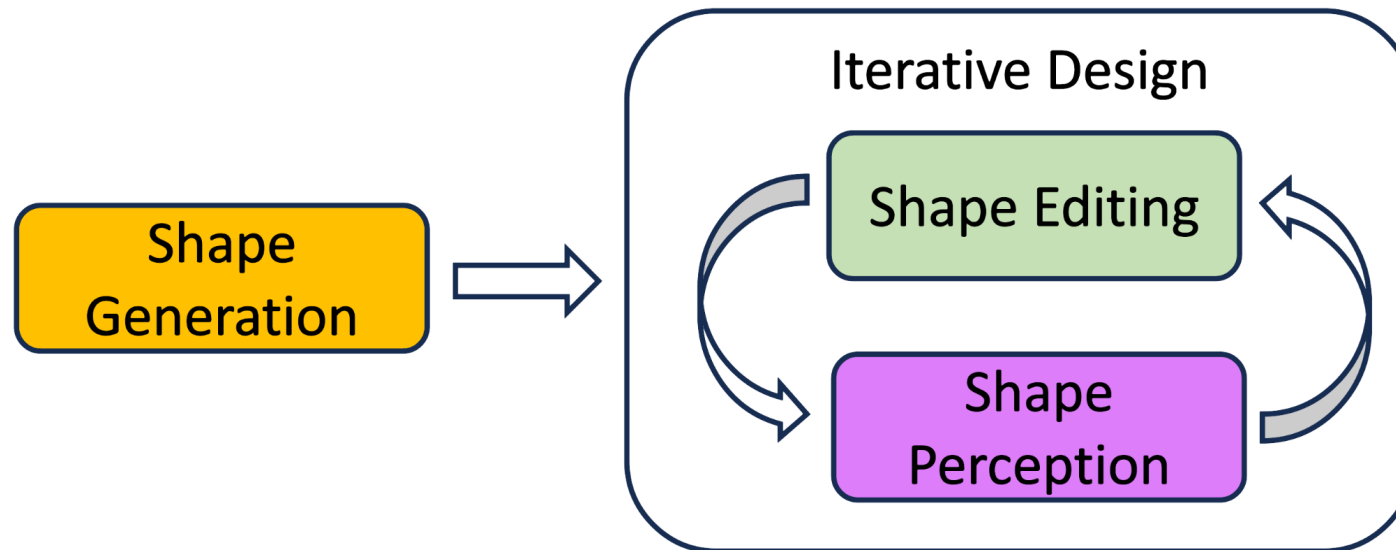 Shape
Generation
Iterative Design
Shape Editing
Shape
Perception